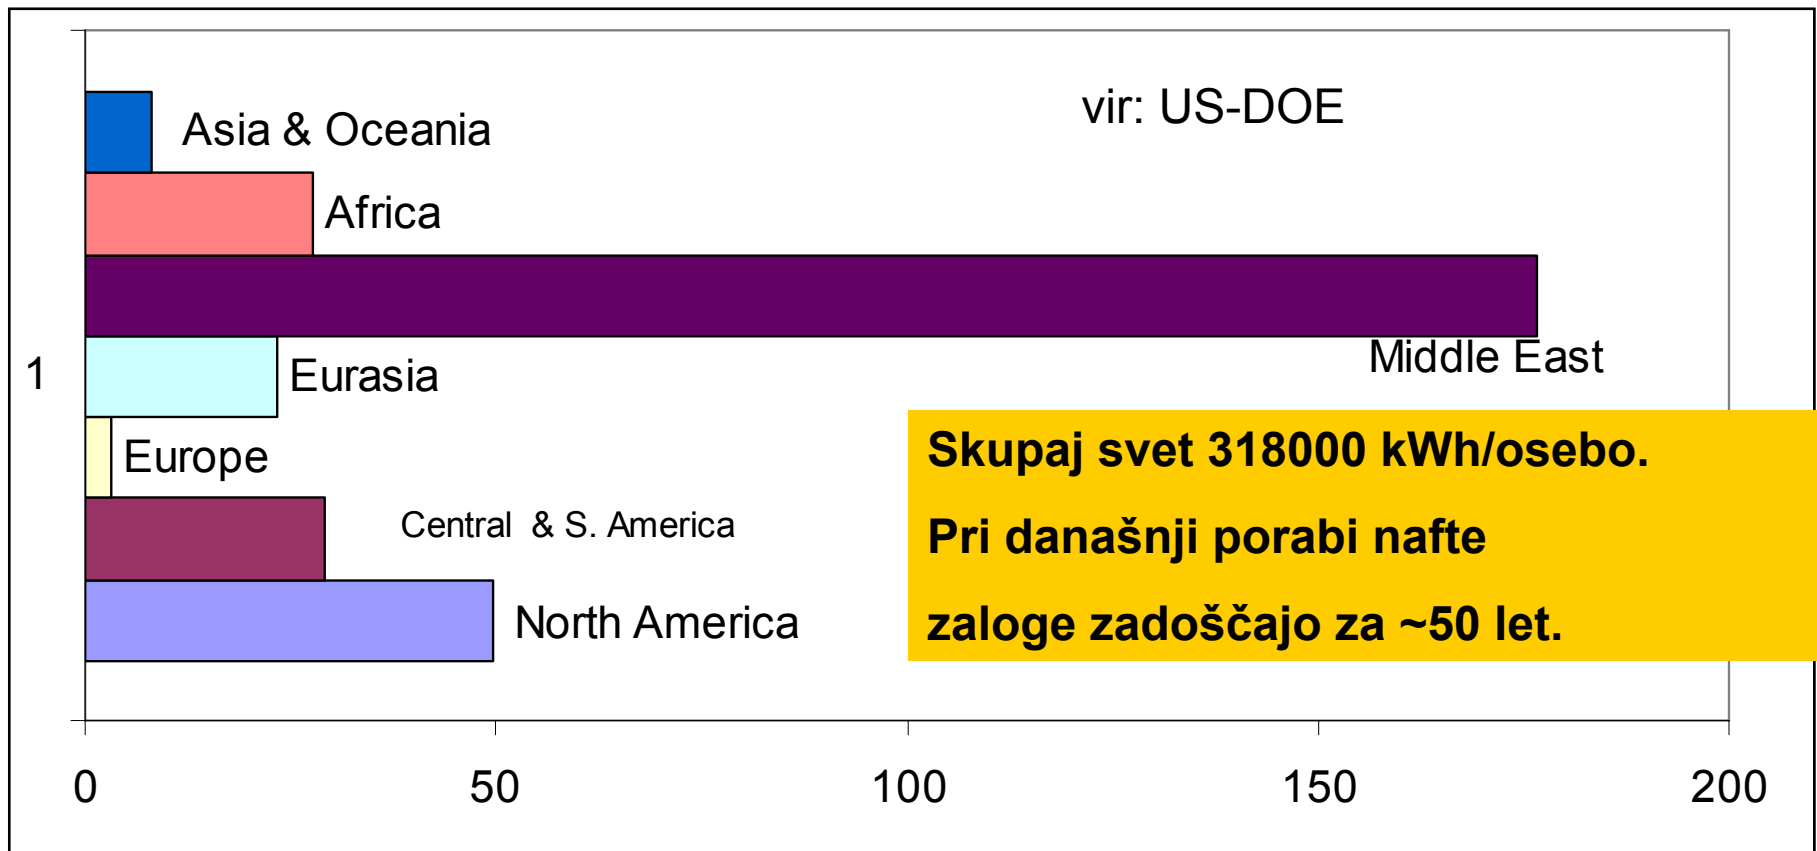 vir: US-DOE
Asia & Oceania
Africa
Middle East
1
Eurasia
Europe
Central & S. America
North America
Skupaj svet 318000 kWh/osebo.
Pri današnji porabi nafte
zaloge zadoščajo za ~50 let.
0 50 100 150 200